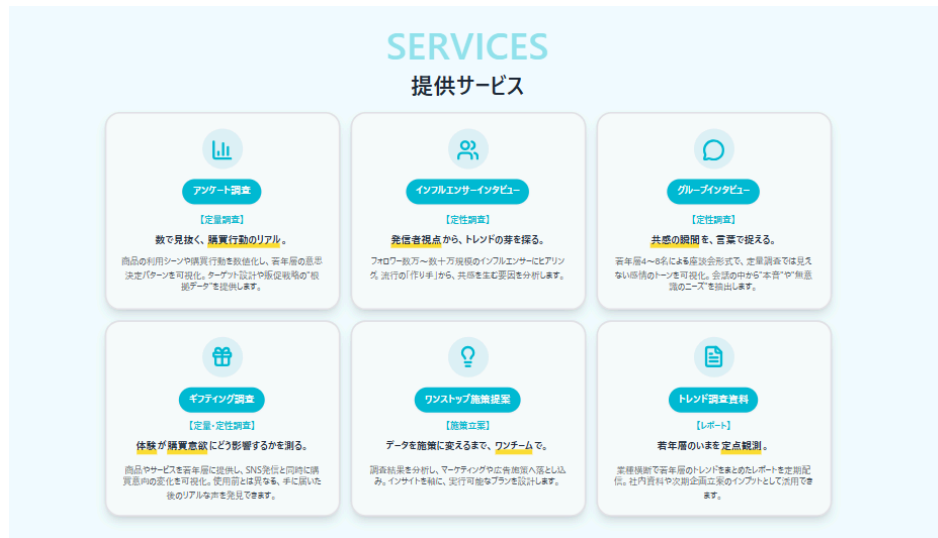 SERVICES
提供サービス
アンケート調査
【定量調査】
数で見抜く、購買行動のリアル。
商品の利用シーンや購買行動を数値化し、若年層の意思
決定パターンを可視化。ターゲット設計や販促戦略の"根
拠データ"を提供します。
インフルエンサーインタビュー
【定性調査】
発信者視点から、トレンドの芽を探る。
フォロワー数万〜数十万規模のインフルエンサーにヒアリン
グ。流行の「作り手」から、共感を生む要因を分析します。
グループインタビュー
【定性調査】
共感の瞬間を、言葉で捉える。
若年層4〜8名による座談会形式で、定量調査では見え
ない感情のトーンを可視化。会話の中から"本音"や"無意
識のニーズ"を抽出します。
ギフティング調査
【定量・定性調査】
体験が購買意欲にどう影響するかを測る。
商品やサービスを若年層に提供し、SNS発信と同時に購
買意向の変化を可視化。使用前とは異なる、手に届いた
後のリアルな声を発見できます。
ワンストップ施策提案
【施策立案】
データを施策に変えるまで、ワンチームで。
調査結果を分析し、マーケティングや広告施策へ落とし込
み。インサイトを軸に、実行可能なプランを設計します。
トレンド調査資料
【レポート】
若年層のいまを定点観測。
業種横断で若年層のトレンドをまとめたレポートを定期配
信。社内資料や次期企画立案のインプットとして活用でき
ます。